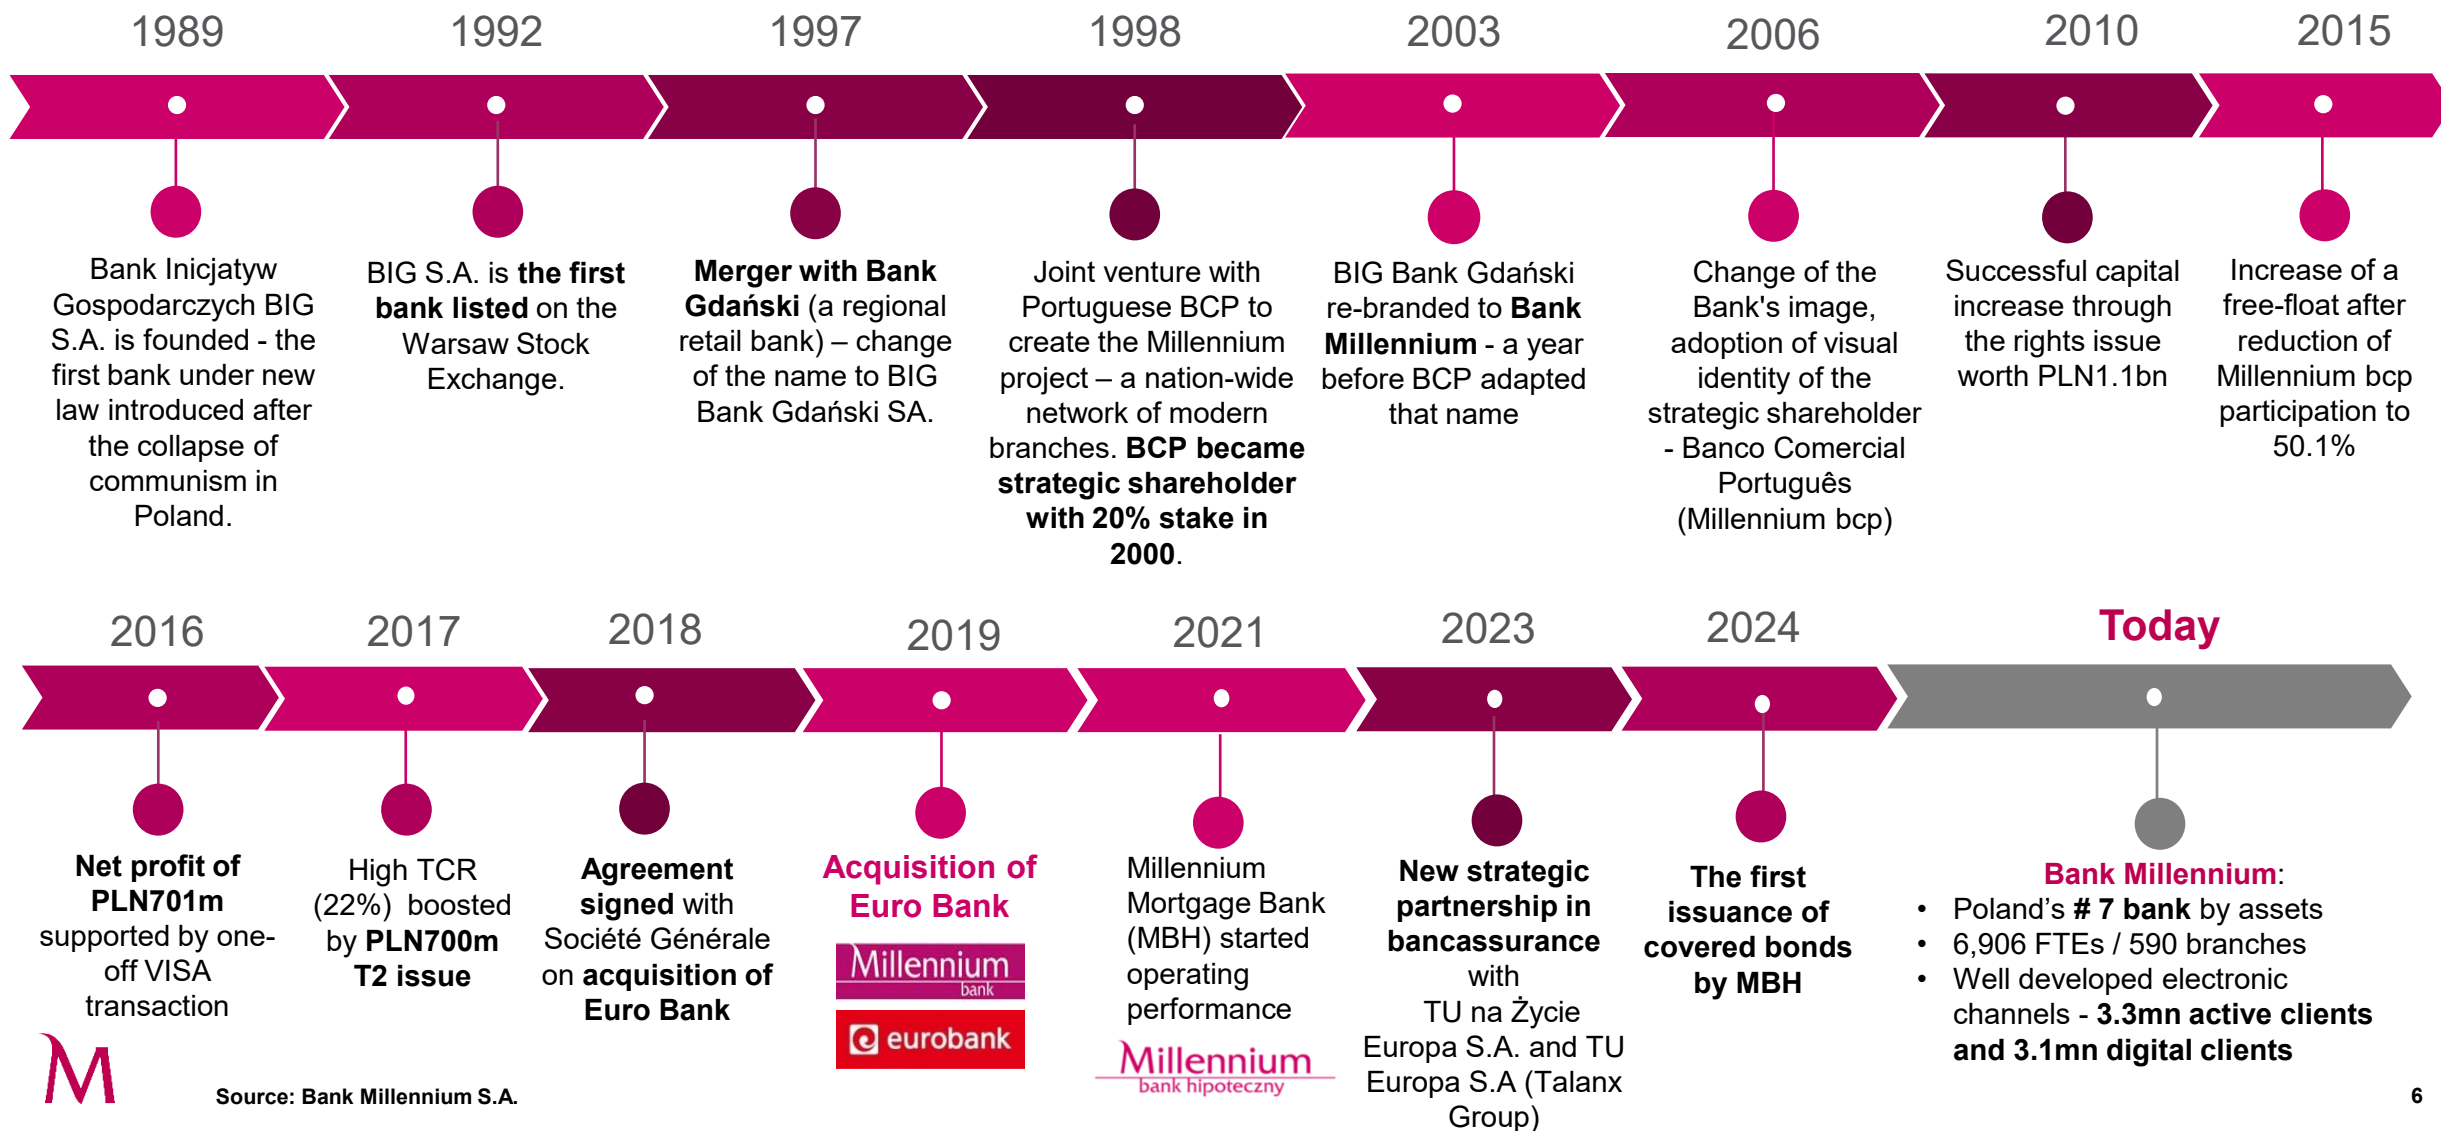 1989
Bank Inicjatyw
Gospodarczych BIG
S.A. is founded - the
first bank under new
law introduced after
the collapse of
communism in
Poland.
1992
BIG S.A. is the first
bank listed on the
Warsaw Stock
Exchange.
1997
Merger with Bank
Gdański (a regional
retail bank) – change
of the name to BIG
Bank Gdański SA.
1998
Joint venture with
Portuguese BCP to
create the Millennium
project – a nation-wide
network of modern
branches. BCP became
strategic shareholder
with 20% stake in
2000.
2003
BIG Bank Gdański
re-branded to Bank
Millennium - a year
before BCP adapted
that name
2006
Change of the
Bank's image,
adoption of visual
identity of the
strategic shareholder
- Banco Comercial
Português
(Millennium bcp)
2010
Successful capital
increase through
the rights issue
worth PLN1.1bn
2015
Increase of a
free-float after
reduction of
Millennium bcp
participation to
50.1%
2016
Net profit of
PLN701m
supported by one-
off VISA
transaction
2017
High TCR
(22%) boosted
by PLN700m
T2 issue
2018
Agreement
signed with
Société Générale
on acquisition of
Euro Bank
2019
Acquisition of
Euro Bank
Millennium
bank
eurobank
2021
Millennium
Mortgage Bank
(MBH) started
operating
performance
Millennium
bank hipoteczny
2023
New strategic
partnership in
bancassurance
with
TU na Życie
Europa S.A. and TU
Europa S.A (Talanx
Group)
2024
The first
issuance of
covered bonds
by MBH
Today
Bank Millennium:
• Poland’s # 7 bank by assets
• 6,906 FTEs / 590 branches
• Well developed electronic
channels - 3.3mn active clients
and 3.1mn digital clients
M
Source: Bank Millennium S.A.
6